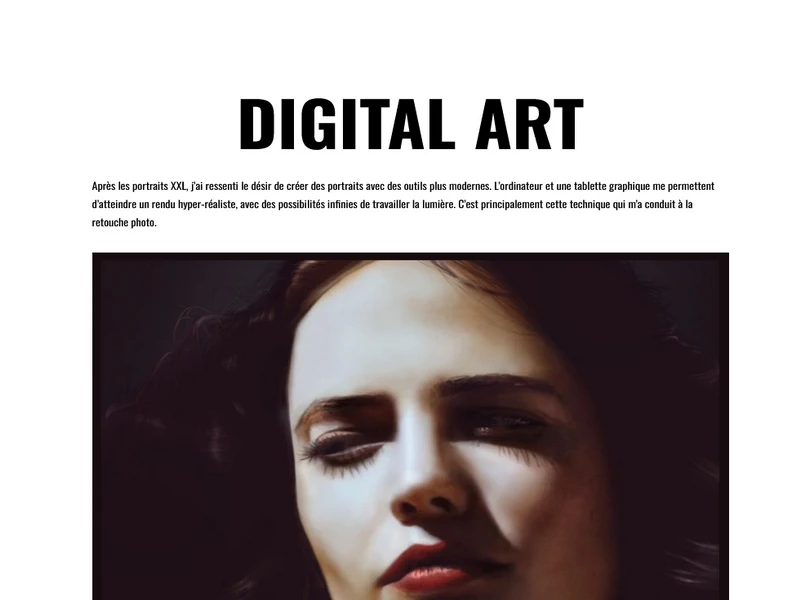 DIGITAL ART
Après les portraits XXL, j'ai ressenti le désir de créer des portraits avec des outils plus modernes. L'ordinateur et une tablette graphique me permettent
d'atteindre un rendu hyper-réaliste, avec des possibilités infinies de travailler la lumière. C'est principalement cette technique qui m'a conduit à la
retouche photo.